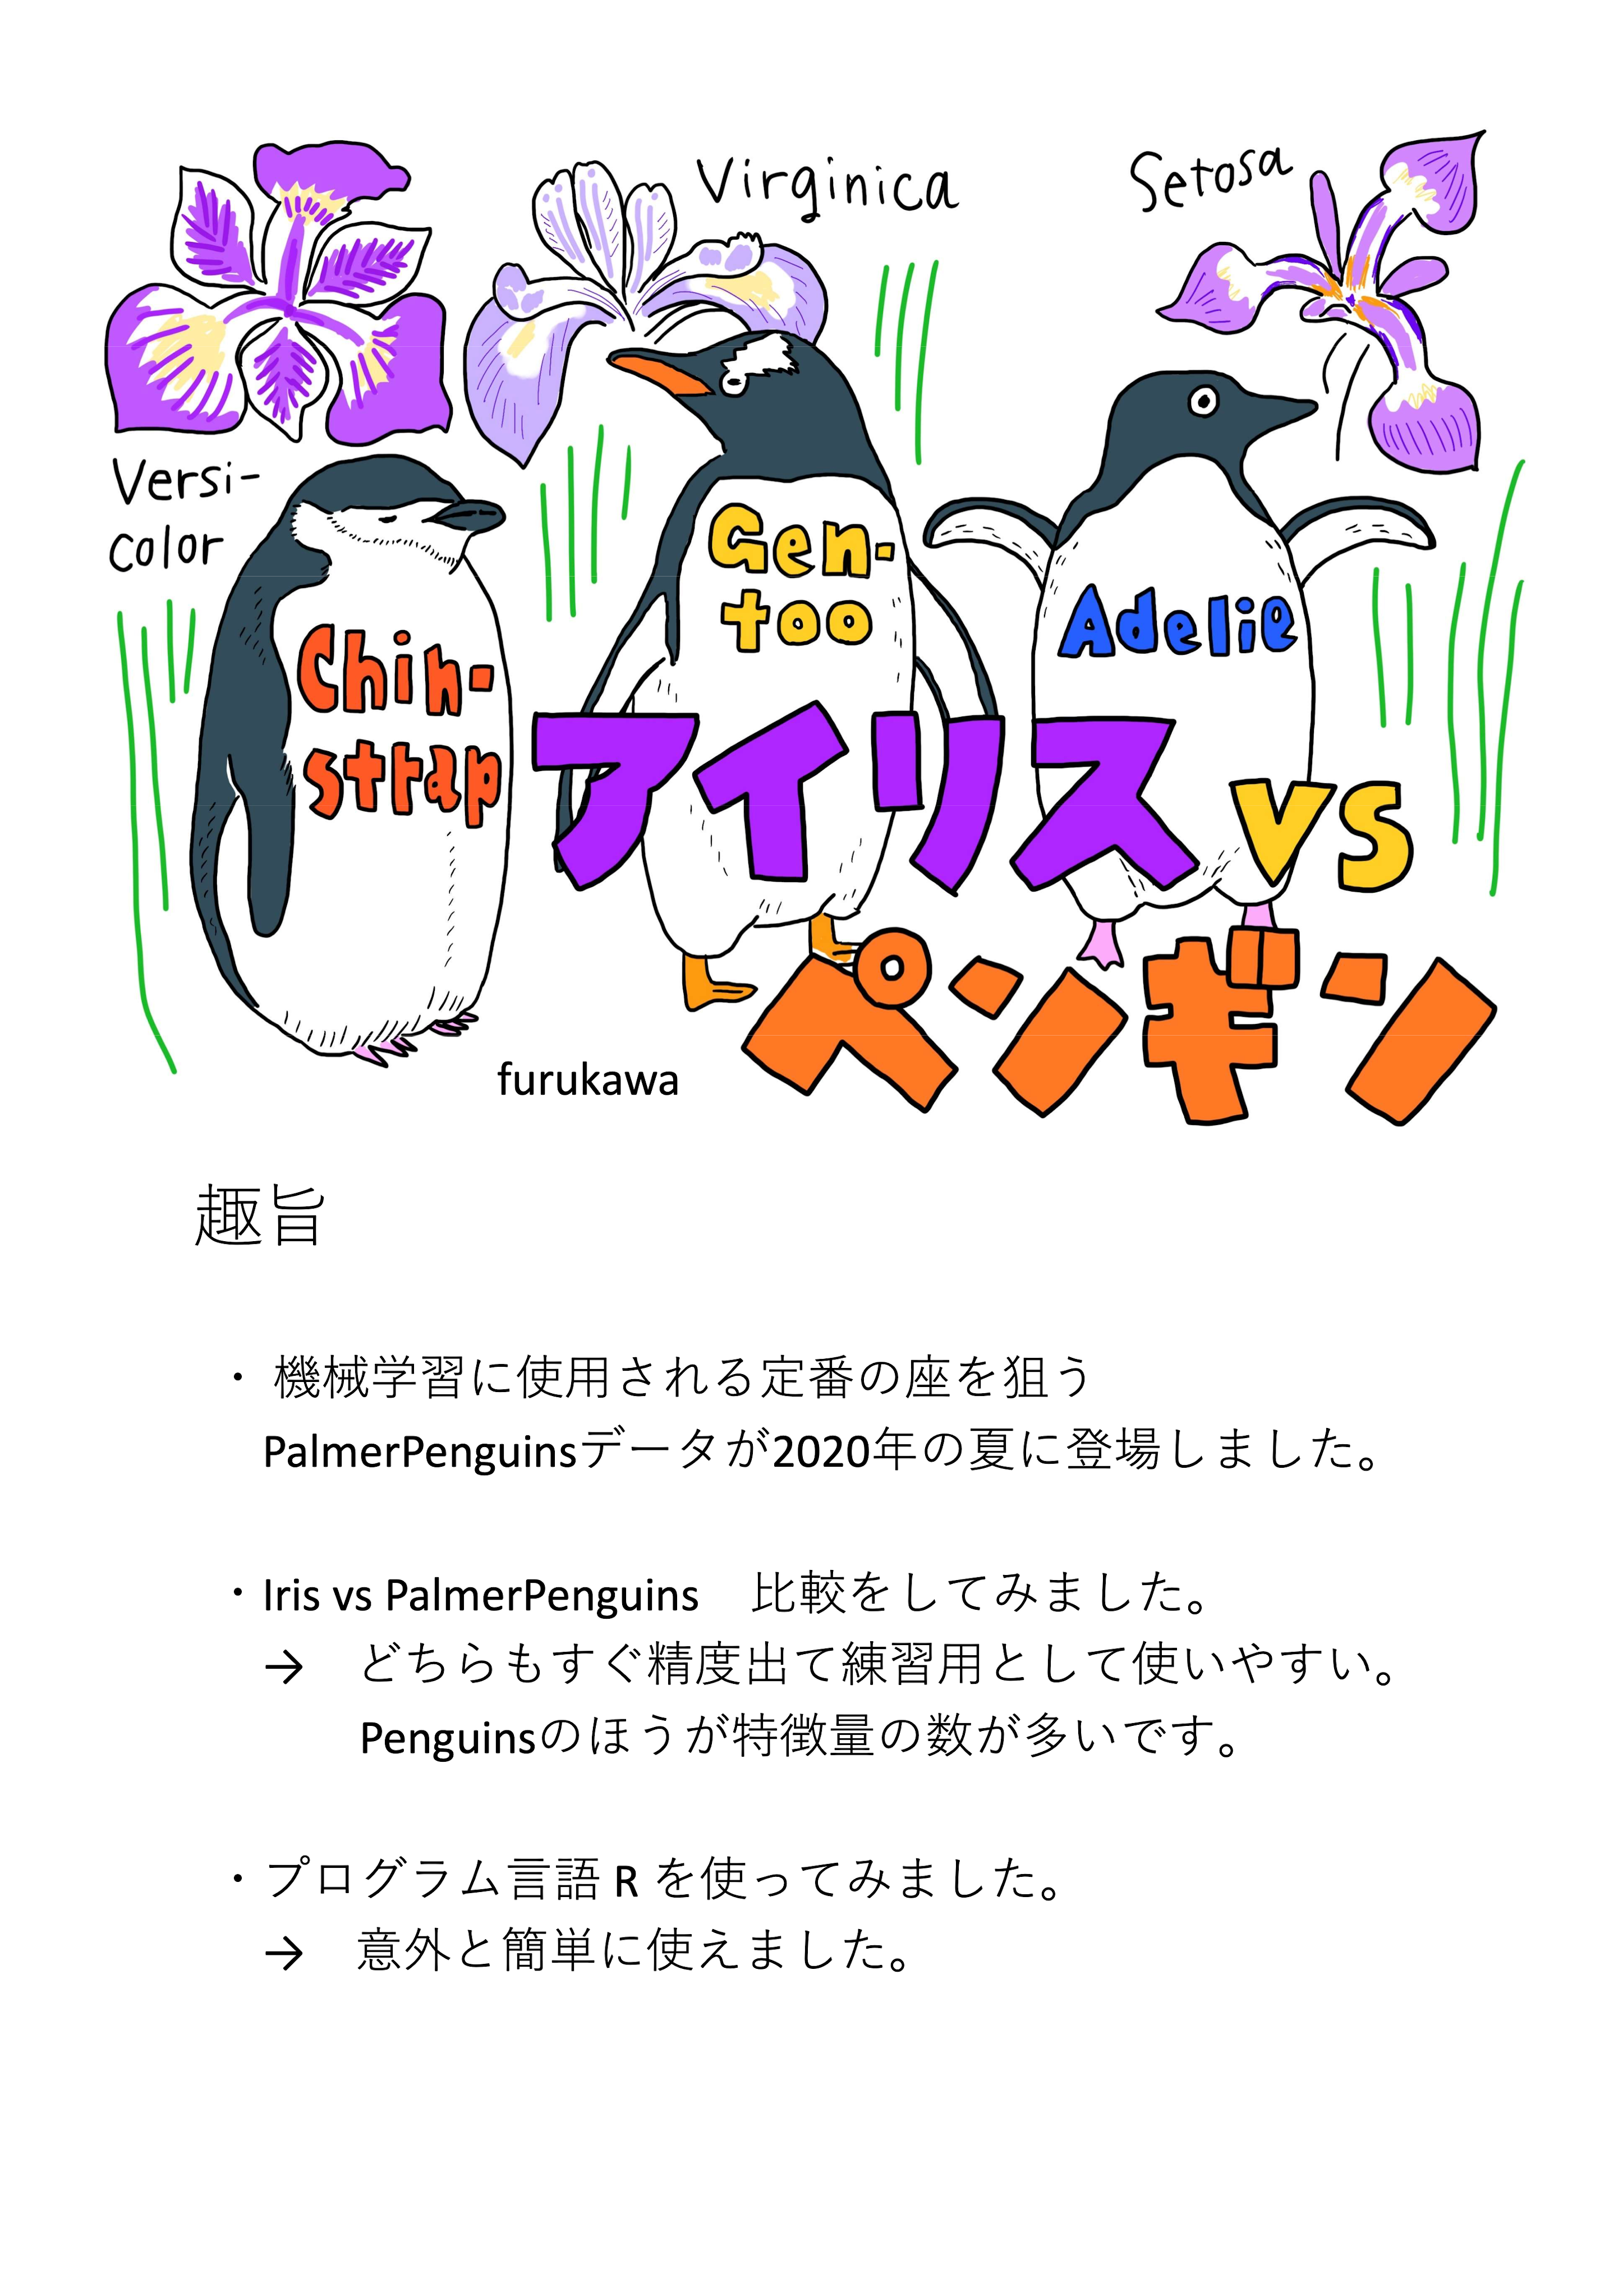 Virginica
Setosa
Versi-
color
Gen-
too
Adelie
Chin-
strap
アイリス vs
ペンギン
furukawa
趣旨
・ 機械学習に使用される定番の座を狙う
PalmerPenguinsデータが2020年の夏に登場しました。
・Iris vs PalmerPenguins　比較をしてみました。
→　どちらもすぐ精度出て練習用として使いやすい。
Penguinsのほうが特徴量の数が多いです。
・プログラム言語 R を使ってみました。
→　意外と簡単に使えました。